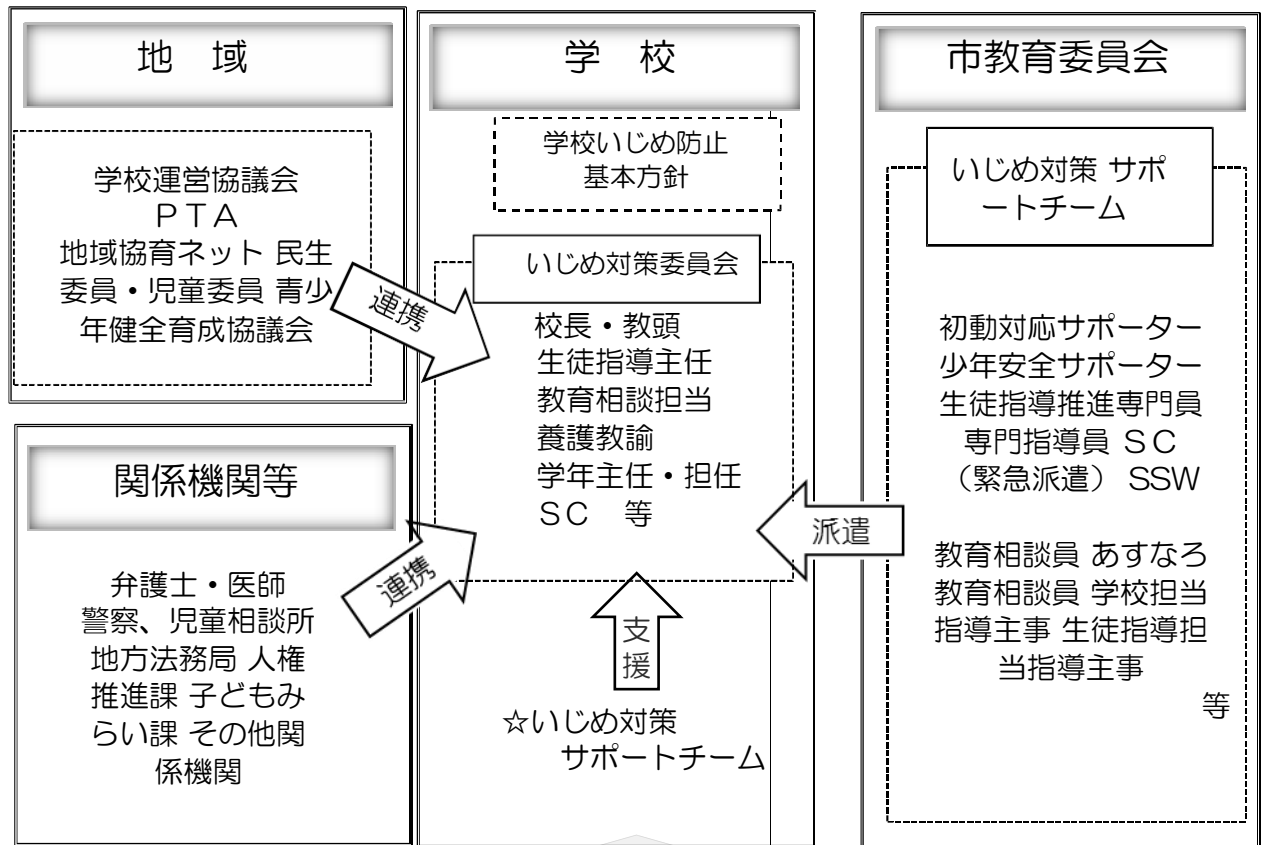 地　域
学校運営協議会
ＰＴＡ
地域協育ネット 民生
委員・児童委員 青少
年健全育成協議会
連携
関係機関等
弁護士・医師
警察、児童相談所
地方法務局 人権
推進課 子どもみ
らい課 その他関
係機関
連携
学　校
学校いじめ防止
基本方針
いじめ対策委員会
校長・教頭
生徒指導主任
教育相談担当
養護教諭
学年主任・担任
ＳＣ　等
支
援
☆いじめ対策
サポートチーム
市教育委員会
いじめ対策 サポ
ートチーム
初動対応サポーター
少年安全サポーター
生徒指導推進専門員
専門指導員 ＳＣ
（緊急派遣） SSW
派遣
教育相談員 あすなろ
教育相談員 学校担当
指導主事 生徒指導担
当指導主事
等